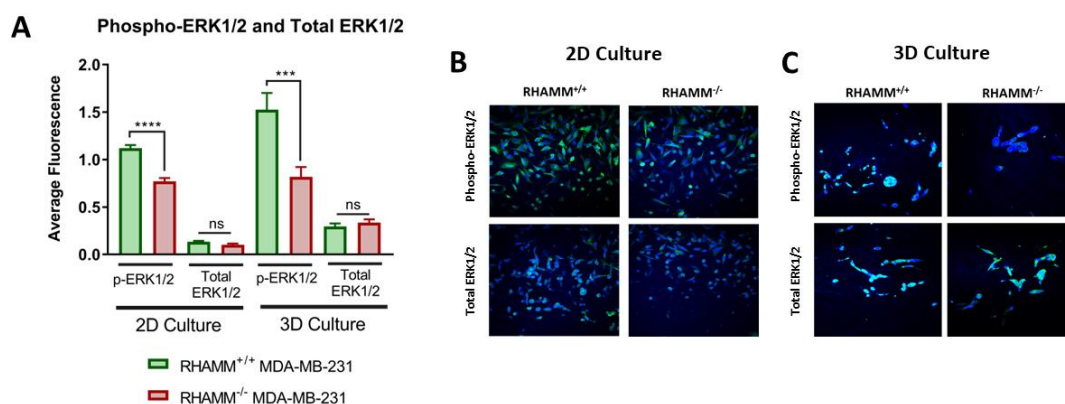 A
Phospho-ERK1/2 and Total ERK1/2
Average Fluorescence
2.0
1.5
1.0
0.5
0.0
****
ns
***
ns
p-ERK1/2
Total
ERK1/2
p-ERK1/2
Total
ERK1/2
2D Culture
3D Culture
RHAMM+/+ MDA-MB-231
RHAMM-/- MDA-MB-231
B
2D Culture
RHAMM+/+
RHAMM-/-
Phospho-ERK1/2
Total ERK1/2
C
3D Culture
RHAMM+/+
RHAMM-/-
Phospho-ERK1/2
Total ERK1/2